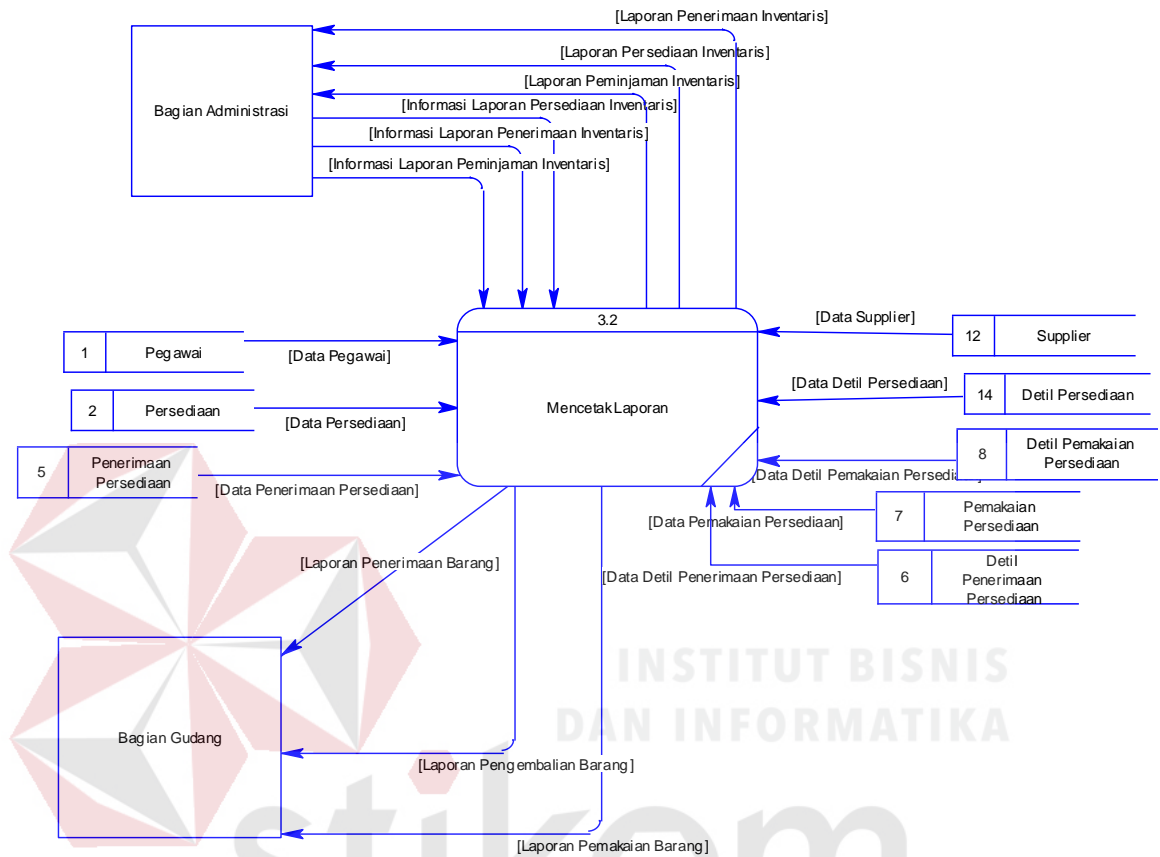 [Laporan Penerimaan Inventaris]
[Laporan Persediaan Inventaris]
[Laporan Peminjaman Inventaris]
Bagian Administrasi
[Informasi Laporan Persediaan Inventaris]
[Informasi Laporan Penerimaan Inventaris]
[Informasi Laporan Peminjaman Inventaris]
3.2
Mencetak Laporan
1
Pegawai
[Data Pegawai]
2
Persediaan
[Data Persediaan]
5
Penerimaan
Persediaan
[Data Penerimaan Persediaan]
[Data Supplier]
12
Supplier
[Data Detil Persediaan]
14
Detil Persediaan
8
Detil Pemakaian
Persediaan
[Data Detil Pemakaian Persediaan]
7
Pemakaian
Persediaan
[Data Pemakaian Persediaan]
6
Detil
Penerimaan
Persediaan
[Data Detil Penerimaan Persediaan]
[Laporan Penerimaan Barang]
Bagian Gudang
[Laporan Pengembalian Barang]
[Laporan Pemakaian Barang]
INSTITUT BISNIS
DAN INFORMATIKA
stikom